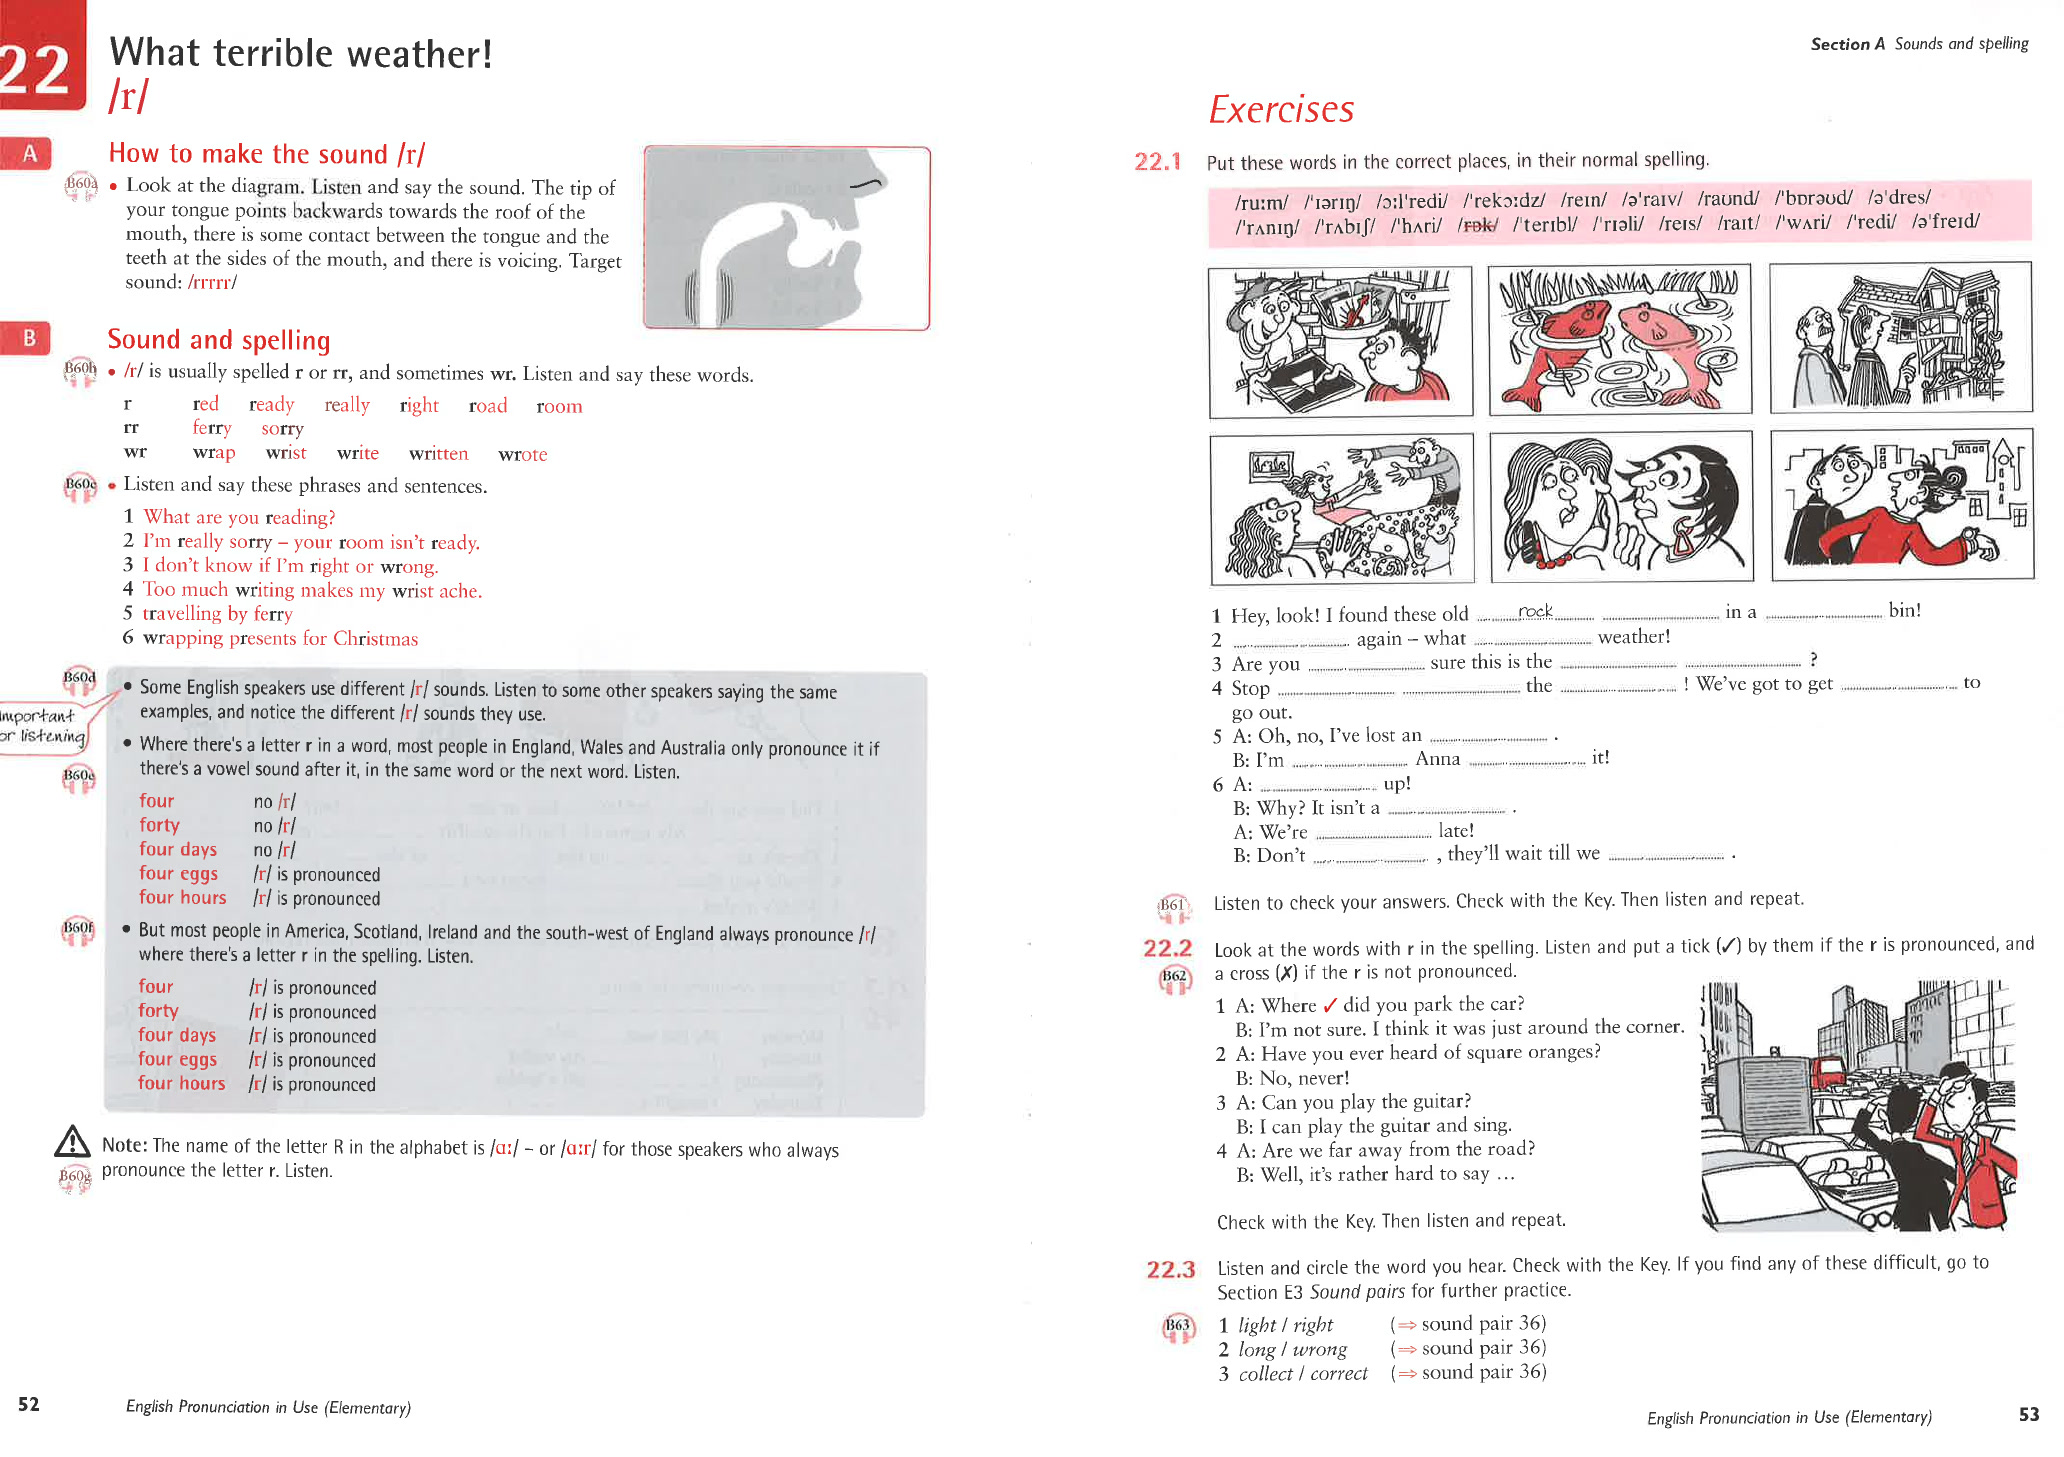 22
What terrible weather!
/r/
A
How to make the sound /r/
B60a • Look at the diagram. Listen and say the sound. The tip of
your tongue points backwards towards the roof of the
mouth, there is some contact between the tongue and the
teeth at the sides of the mouth, and there is voicing. Target
sound: /rrrrr/
B
Sound and spelling
B60b • /r/ is usually spelled r or rr, and sometimes wr. Listen and say these words.
r red ready really right road room
rr ferry sorry
wr wrap wrist write written wrote
B60c • Listen and say these phrases and sentences.
1 What are you reading?
2 I'm really sorry – your room isn't ready.
3 I don't know if I'm right or wrong.
4 Too much writing makes my wrist ache.
5 travelling by ferry
6 wrapping presents for Christmas
B60d
• Some English speakers use different /r/ sounds. Listen to some other speakers saying the same
examples, and notice the different /r/ sounds they use.
important
or listening
• Where there's a letter r in a word, most people in England, Wales and Australia only pronounce it if
there's a vowel sound after it, in the same word or the next word. Listen.
B60e
four no /r/
forty no /r/
four days no /r/
four eggs /r/ is pronounced
four hours /r/ is pronounced
B60f • But most people in America, Scotland, Ireland and the south-west of England always pronounce /r/
where there's a letter r in the spelling. Listen.
four /r/ is pronounced
forty /r/ is pronounced
four days /r/ is pronounced
four eggs /r/ is pronounced
four hours /r/ is pronounced
Note: The name of the letter R in the alphabet is /ɑː/ – or /ɑːr/ for those speakers who always
B60g pronounce the letter r. Listen.
52 English Pronunciation in Use (Elementary)
Section A Sounds and spelling
Exercises
22.1 Put these words in the correct places, in their normal spelling.
/ruːm/ /ˈɪərɪŋ/ /ɔːlˈredi/ /ˈrekɔːdz/ /reɪn/ /əˈraɪv/ /raʊnd/ /ˈbɒrəʊd/ /əˈdres/
/ˈrʌnɪŋ/ /ˈrʌbɪʃ/ /ˈhʌri/ /rɒk/ /ˈterɪbl/ /ˈrɪəli/ /reɪs/ /raɪt/ /ˈwʌri/ /ˈredi/ /əˈfreɪd/
1 Hey, look! I found these old rock ............ in a ............ bin!
2 ............ again – what ............ weather!
3 Are you ............ sure this is the ............ ............ ?
4 Stop ............ ............ the ............ ! We've got to get ............ to
go out.
5 A: Oh, no, I've lost an ............ .
B: I'm ............ Anna ............ it!
6 A: ............ up!
B: Why? It isn't a ............ .
A: We're ............ late!
B: Don't ............ , they'll wait till we ............ .
B61 Listen to check your answers. Check with the Key. Then listen and repeat.
22.2 Look at the words with r in the spelling. Listen and put a tick (✓) by them if the r is pronounced, and
B62 a cross (✗) if the r is not pronounced.
1 A: Where ✓ did you park the car?
B: I'm not sure. I think it was just around the corner.
2 A: Have you ever heard of square oranges?
B: No, never!
3 A: Can you play the guitar?
B: I can play the guitar and sing.
4 A: Are we far away from the road?
B: Well, it's rather hard to say ...
Check with the Key. Then listen and repeat.
22.3 Listen and circle the word you hear. Check with the Key. If you find any of these difficult, go to
Section E3 Sound pairs for further practice.
B63 1 light / right (⇒ sound pair 36)
2 long / wrong (⇒ sound pair 36)
3 collect / correct (⇒ sound pair 36)
English Pronunciation in Use (Elementary) 53